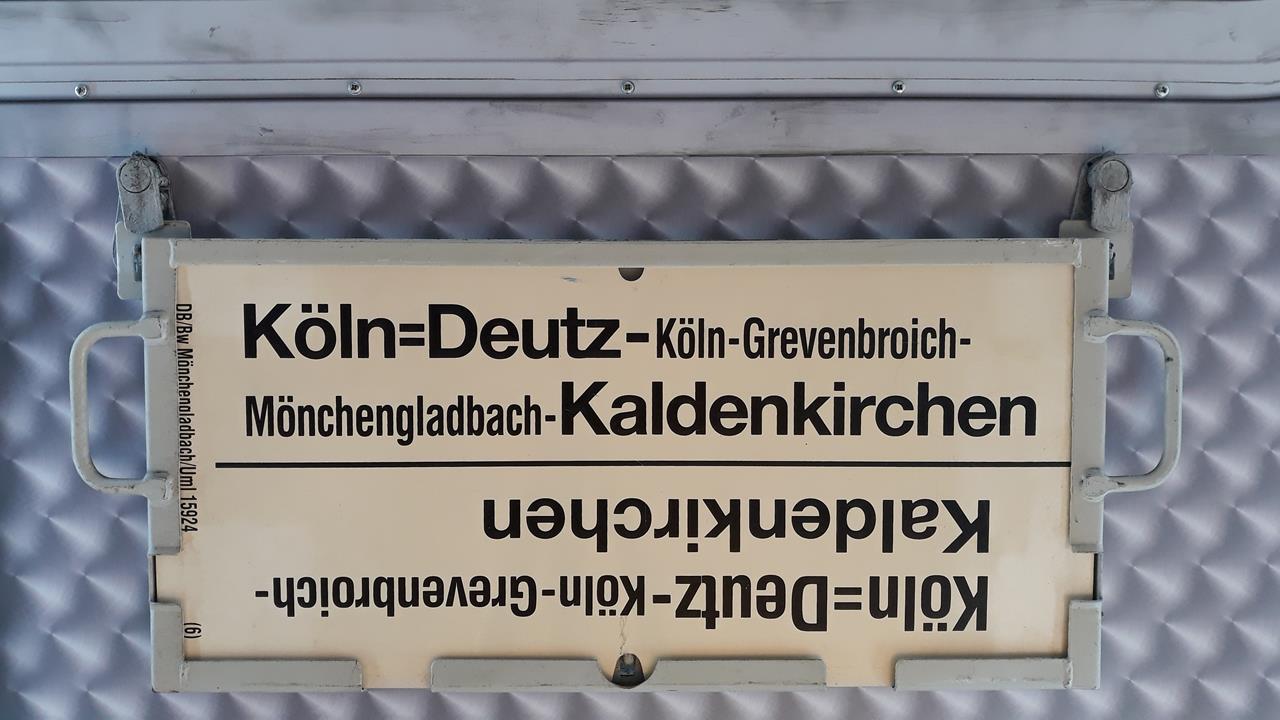 Köln=Deutz-Köln-Grevenbroich-
Mönchengladbach-Kaldenkirchen
Köln=Deutz-Köln-Grevenbroich-
Kaldenkirchen
DB/Bw Mönchengladbach/Uml 15924
(6)